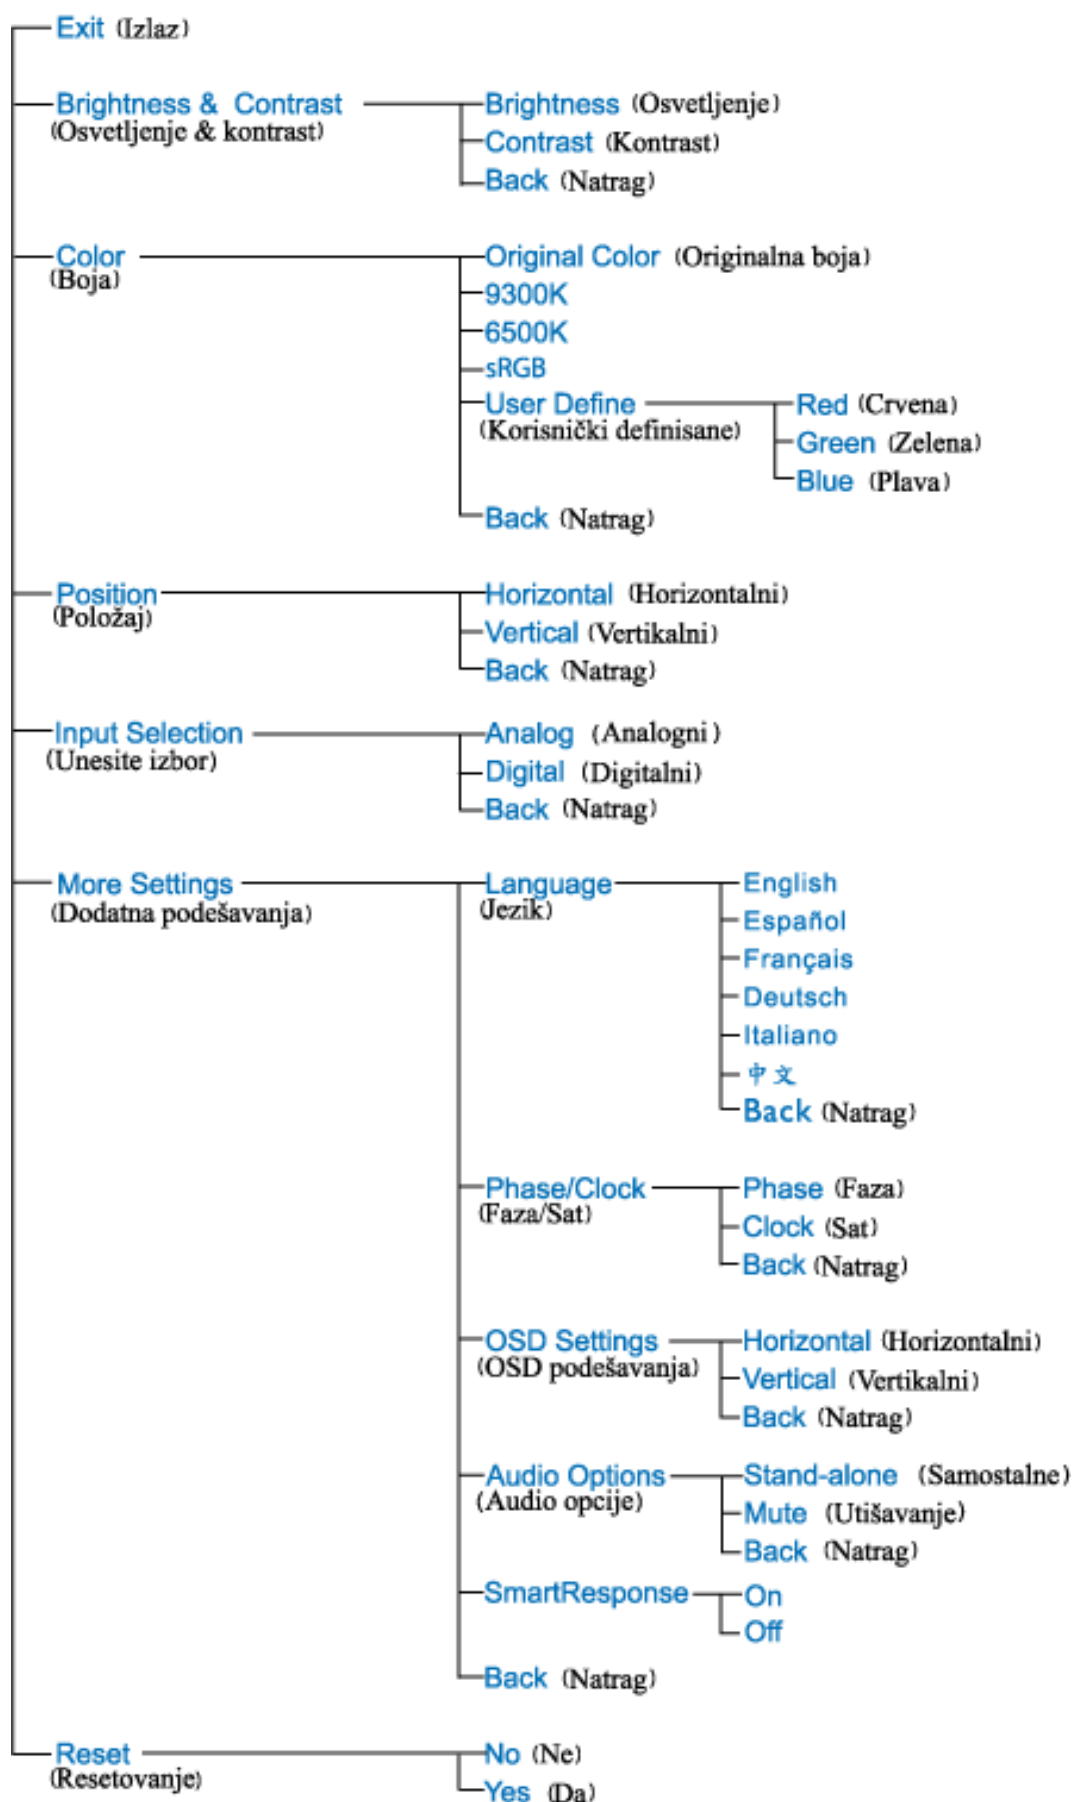 Exit (Izlaz)
Brightness & Contrast
(Osvetljenje & kontrast)
Brightness (Osvetljenje)
Contrast (Kontrast)
Back (Natrag)
Color
(Boja)
Original Color (Originalna boja)
9300K
6500K
sRGB
User Define
(Korisnički definisane)
Red (Crvena)
Green (Zelena)
Blue (Plava)
Back (Natrag)
Position
(Položaj)
Horizontal (Horizontalni)
Vertical (Vertikalni)
Back (Natrag)
Input Selection
(Unesite izbor)
Analog (Analogni)
Digital (Digitalni)
Back (Natrag)
More Settings
(Dodatna podešavanja)
Language
(Jezik)
English
Español
Français
Deutsch
Italiano
中文
Back (Natrag)
Phase/Clock
(Faza/Sat)
Phase (Faza)
Clock (Sat)
Back (Natrag)
OSD Settings
(OSD podešavanja)
Horizontal (Horizontalni)
Vertical (Vertikalni)
Back (Natrag)
Audio Options
(Audio opcije)
Stand-alone (Samostalne)
Mute (Utišavanje)
Back (Natrag)
SmartResponse
On
Off
Back (Natrag)
Reset
(Resetovanje)
No (Ne)
Yes (Da)